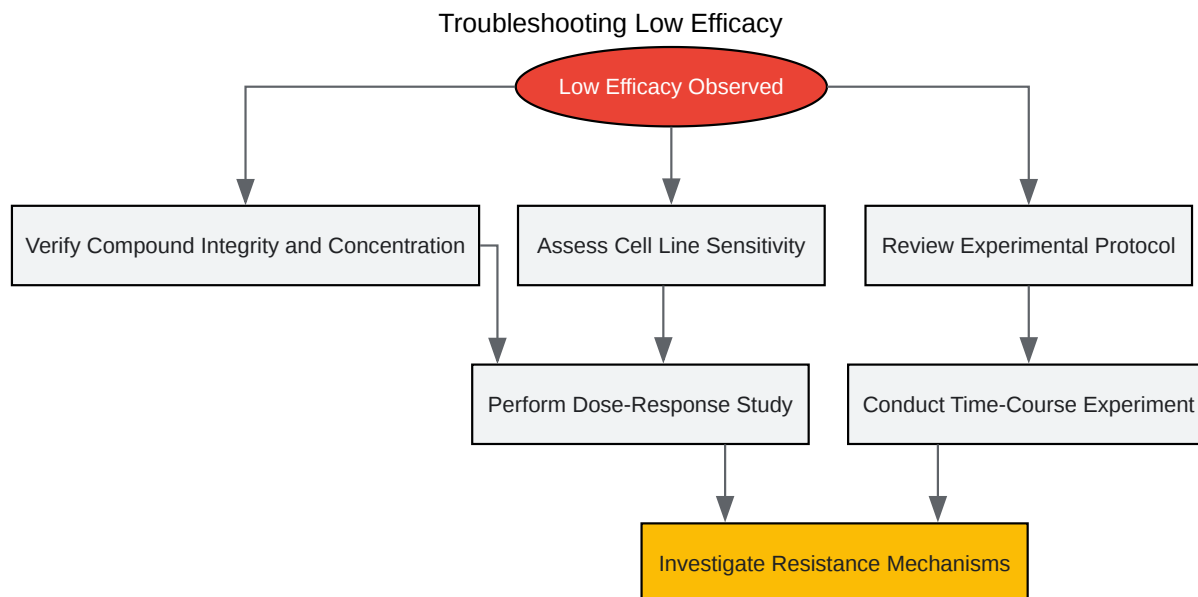 Troubleshooting Low Efficacy
Low Efficacy Observed
Verify Compound Integrity and Concentration
Assess Cell Line Sensitivity
Review Experimental Protocol
Perform Dose-Response Study
Conduct Time-Course Experiment
Investigate Resistance Mechanisms